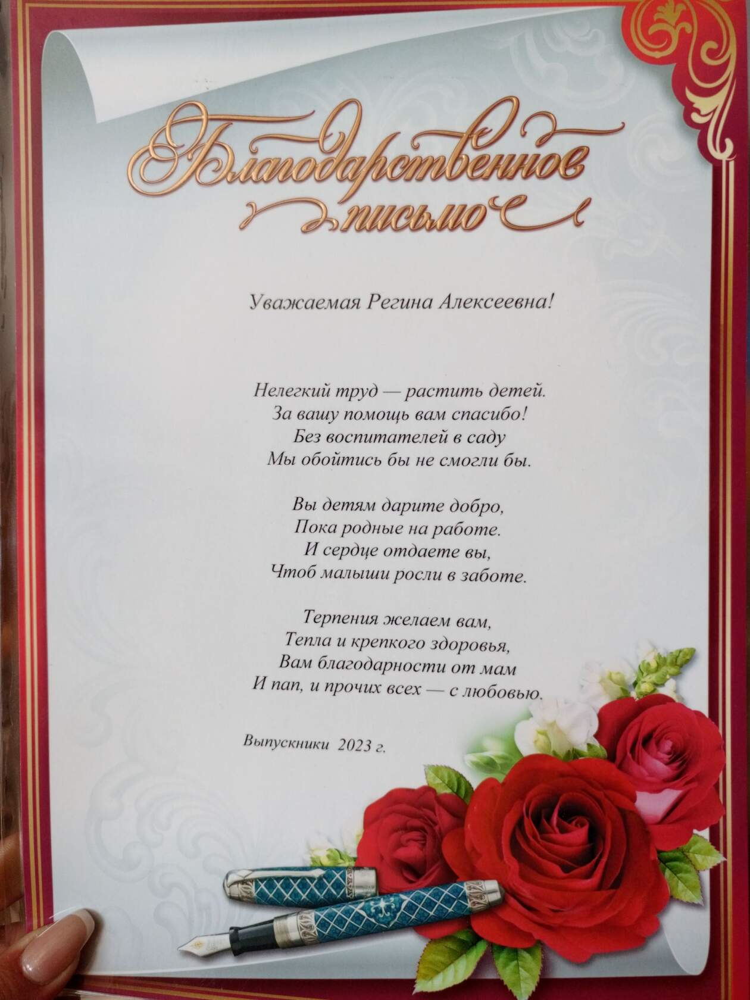 Благодарственное
письмо
Уважаемая Регина Алексеевна!
Нелегкий труд — растить детей.
За вашу помощь вам спасибо!
Без воспитателей в саду
Мы обойтись бы не смогли бы.
Вы детям дарите добро,
Пока родные на работе.
И сердце отдаете вы,
Чтоб малыши росли в заботе.
Терпения желаем вам,
Тепла и крепкого здоровья,
Вам благодарности от мам
И пап, и прочих всех — с любовью.
Выпускники 2023 г.